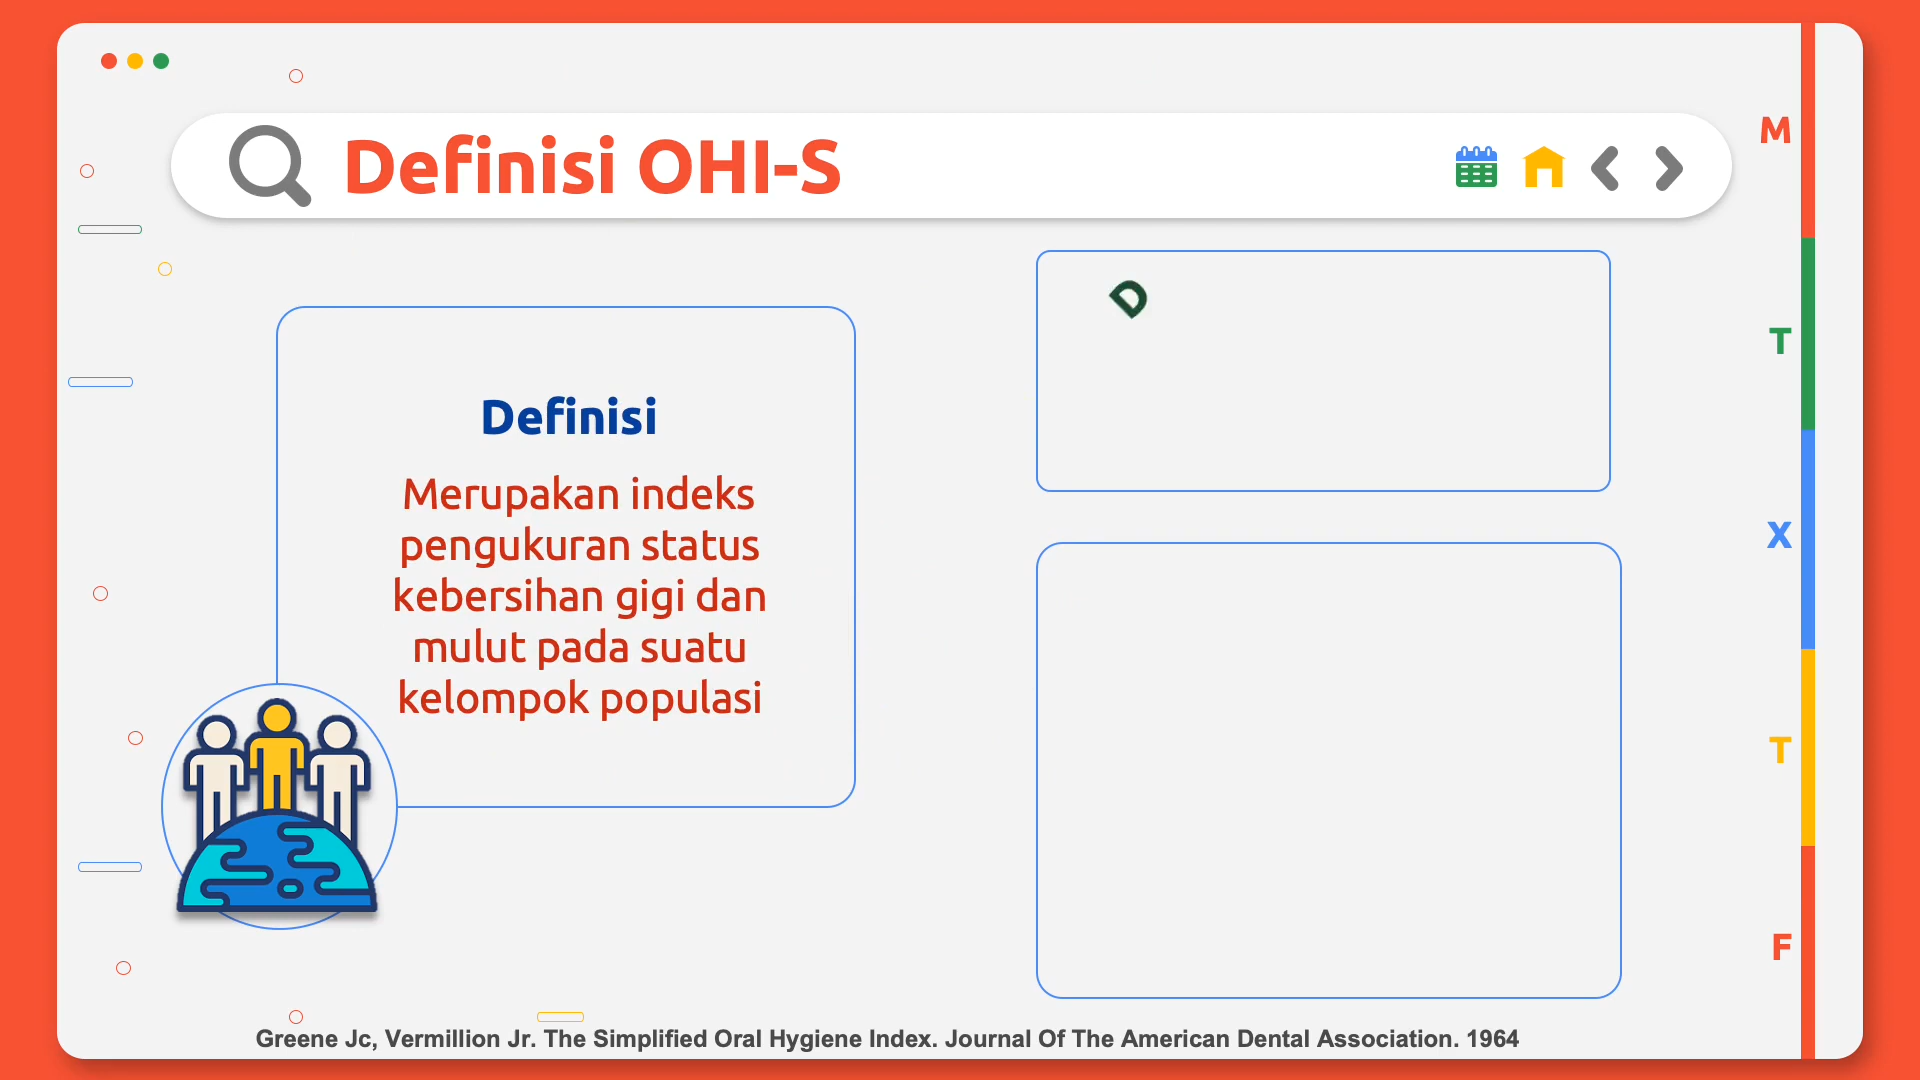 Definisi OHI-S
Definisi
Merupakan indeks
pengukuran status
kebersihan gigi dan
mulut pada suatu
kelompok populasi
D
M
T
X
T
F
Greene Jc, Vermillion Jr. The Simplified Oral Hygiene Index. Journal Of The American Dental Association. 1964